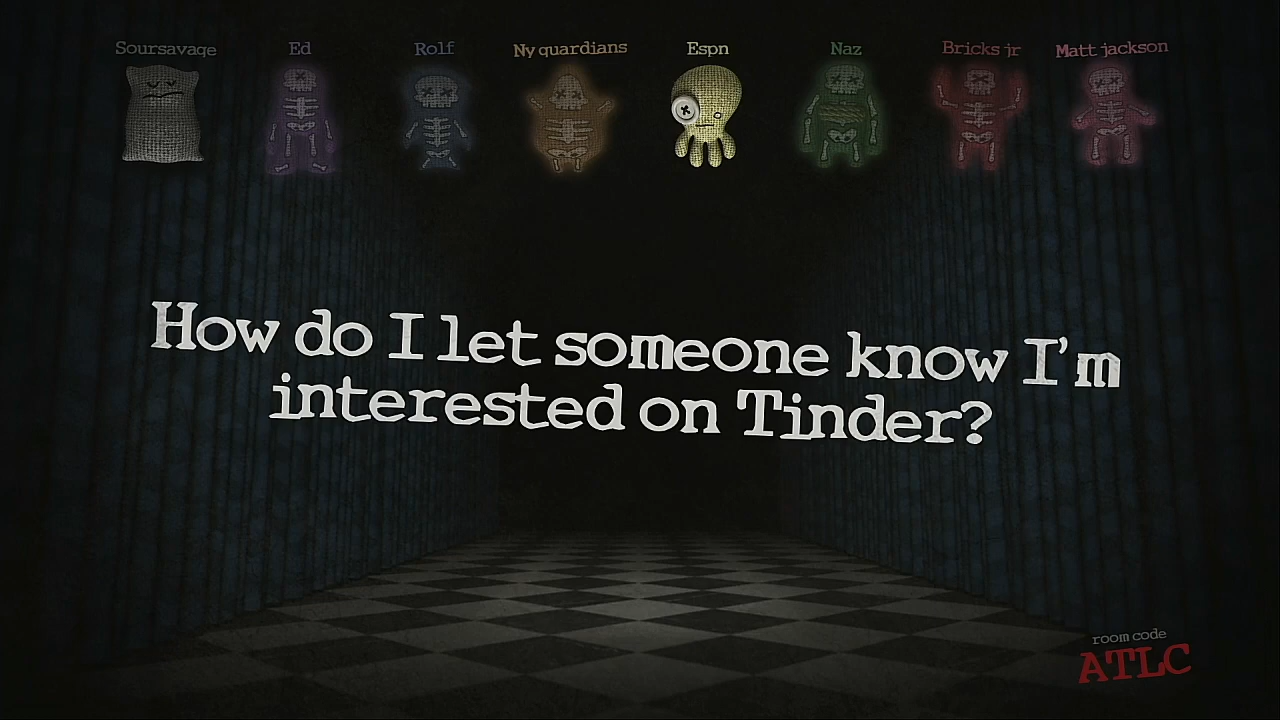 Soursavage
Ed
Rolf
Ny guardians
Espn
Naz
Bricks jr
Matt jackson
How do I let someone know I'm
interested on Tinder?
room code
ATLC